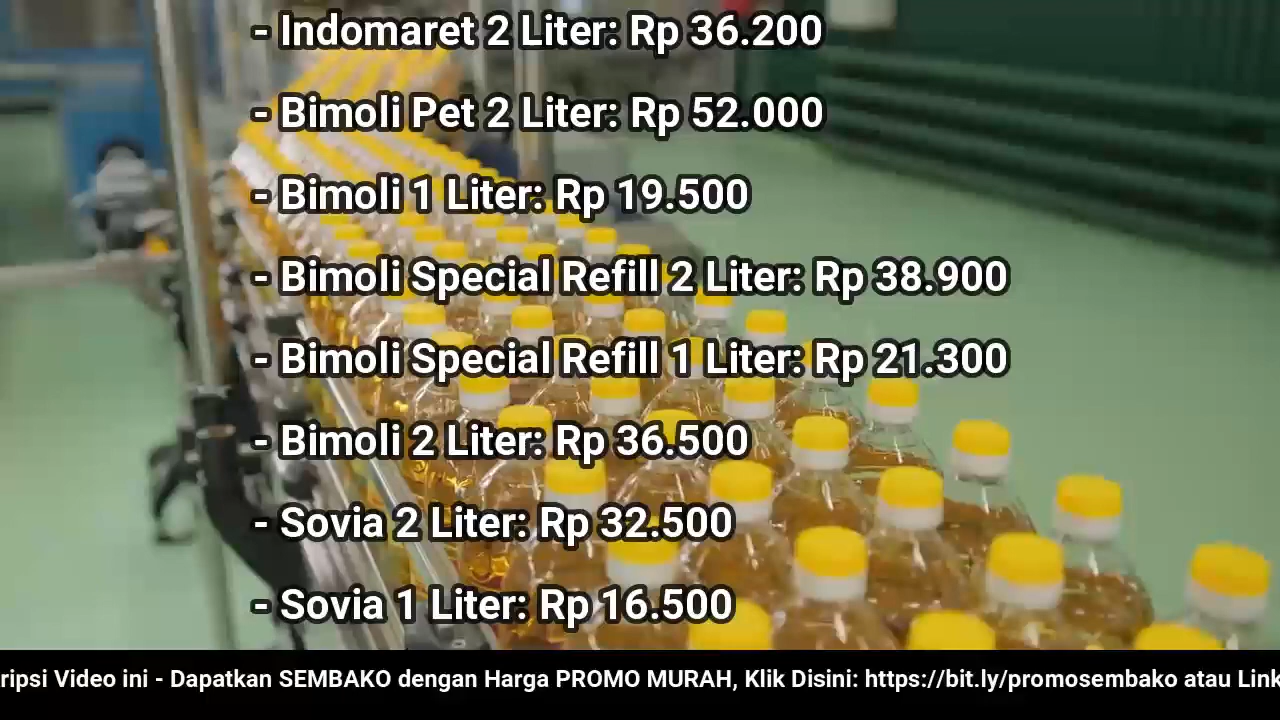 - Indomaret 2 Liter: Rp 36.200
- Bimoli Pet 2 Liter: Rp 52.000
- Bimoli 1 Liter: Rp 19.500
- Bimoli Special Refill 2 Liter: Rp 38.900
- Bimoli Special Refill 1 Liter: Rp 21.300
- Bimoli 2 Liter: Rp 36.500
- Sovia 2 Liter: Rp 32.500
- Sovia 1 Liter: Rp 16.500
ripsi Video ini - Dapatkan SEMBAKO dengan Harga PROMO MURAH, Klik Disini: https://bit.ly/promosembako atau Link